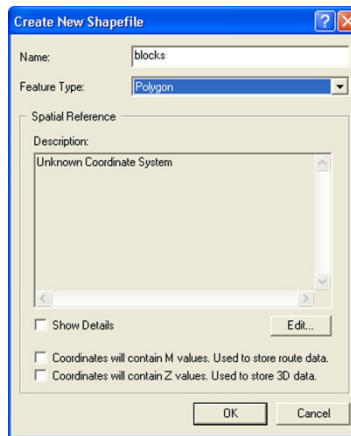 Create New Shapefile
Name: blocks
Feature Type: Polygon
Spatial Reference
Description:
Unknown Coordinate System
Show Details Edit...
Coordinates will contain M values. Used to store route data.
Coordinates will contain Z values. Used to store 3D data.
OK Cancel